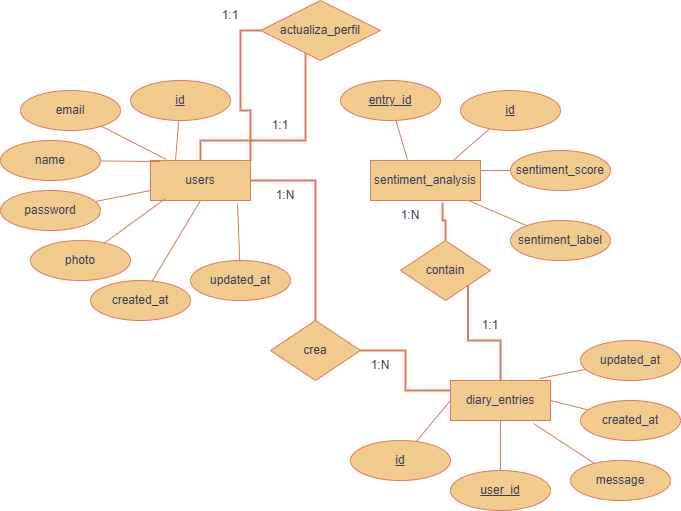 1:1
actualiza_perfil
email
id
entry_id
id
1:1
name
users
sentiment_analysis
sentiment_score
1:N
password
1:N
sentiment_label
photo
contain
updated_at
created_at
1:1
crea
1:N
updated_at
diary_entries
created_at
id
user_id
message